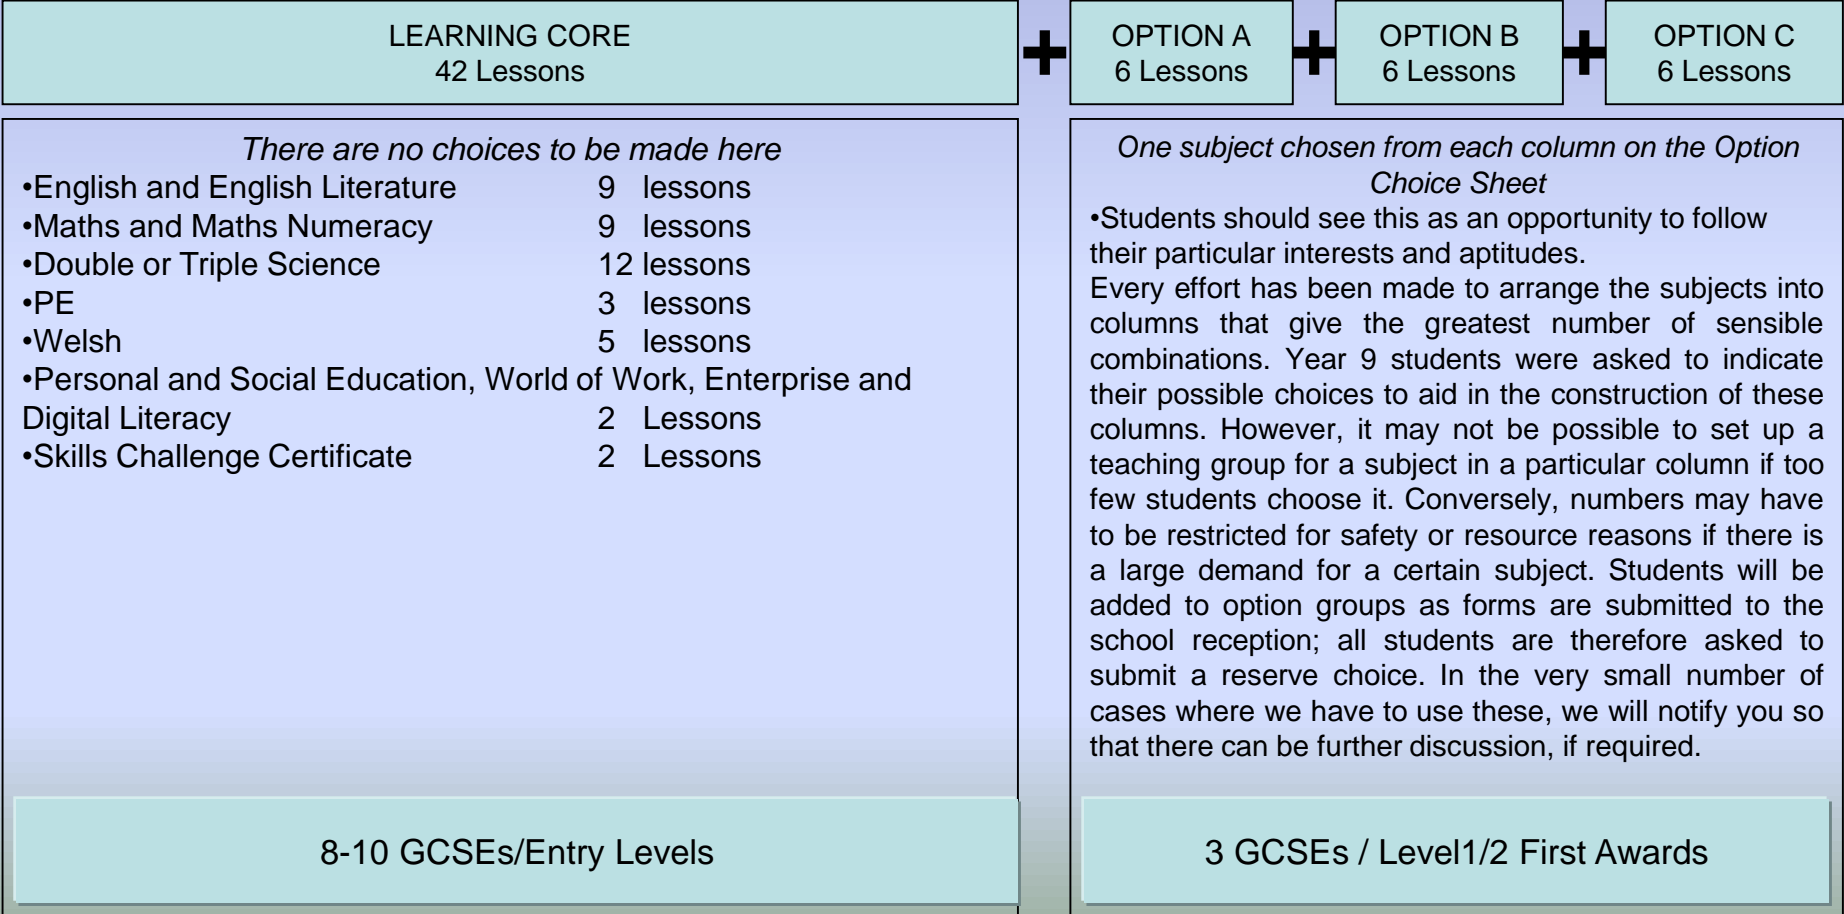 LEARNING CORE
42 Lessons
+
OPTION A
6 Lessons
+
OPTION B
6 Lessons
+
OPTION C
6 Lessons
There are no choices to be made here
•English and English Literature 9 lessons
•Maths and Maths Numeracy 9 lessons
•Double or Triple Science 12 lessons
•PE 3 lessons
•Welsh 5 lessons
•Personal and Social Education, World of Work, Enterprise and
Digital Literacy 2 Lessons
•Skills Challenge Certificate 2 Lessons
8-10 GCSEs/Entry Levels
One subject chosen from each column on the Option
Choice Sheet
•Students should see this as an opportunity to follow
their particular interests and aptitudes.
Every effort has been made to arrange the subjects into
columns that give the greatest number of sensible
combinations. Year 9 students were asked to indicate
their possible choices to aid in the construction of these
columns. However, it may not be possible to set up a
teaching group for a subject in a particular column if too
few students choose it. Conversely, numbers may have
to be restricted for safety or resource reasons if there is
a large demand for a certain subject. Students will be
added to option groups as forms are submitted to the
school reception; all students are therefore asked to
submit a reserve choice. In the very small number of
cases where we have to use these, we will notify you so
that there can be further discussion, if required.
3 GCSEs / Level1/2 First Awards